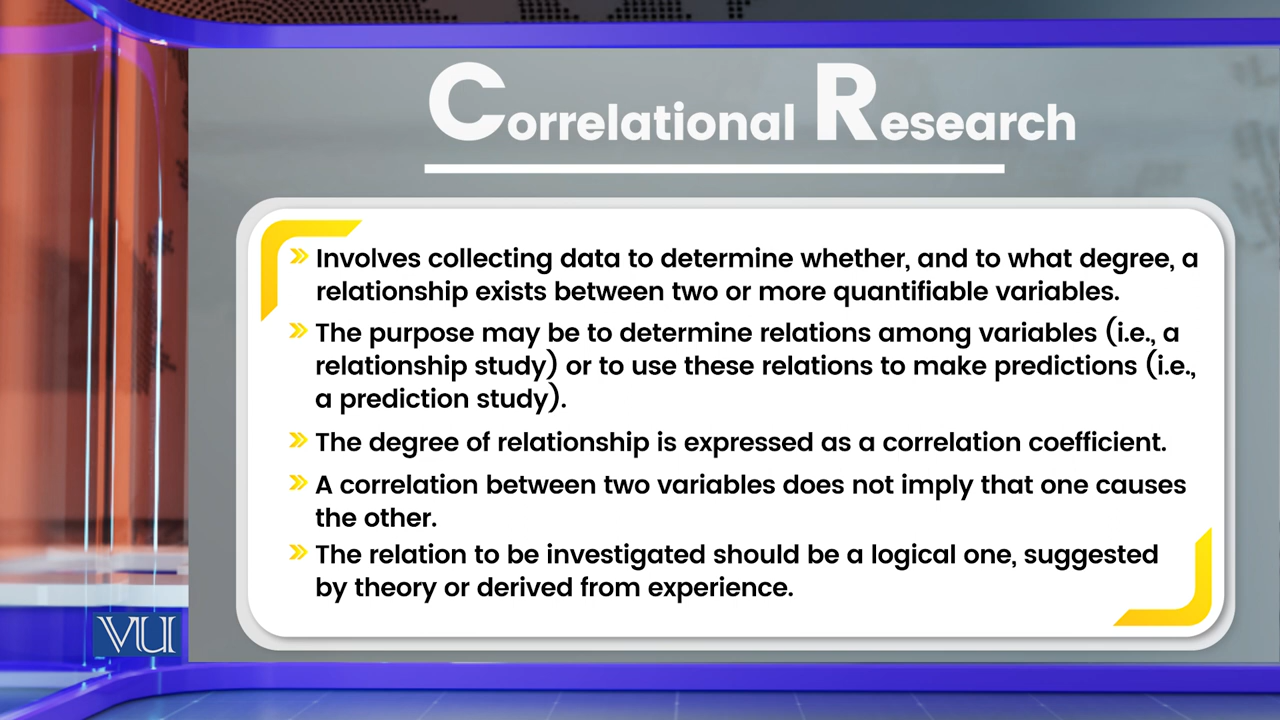 Correlational Research
Involves collecting data to determine whether, and to what degree, a
relationship exists between two or more quantifiable variables.
The purpose may be to determine relations among variables (i.e., a
relationship study) or to use these relations to make predictions (i.e.,
a prediction study).
The degree of relationship is expressed as a correlation coefficient.
A correlation between two variables does not imply that one causes
the other.
The relation to be investigated should be a logical one, suggested
by theory or derived from experience.
VU